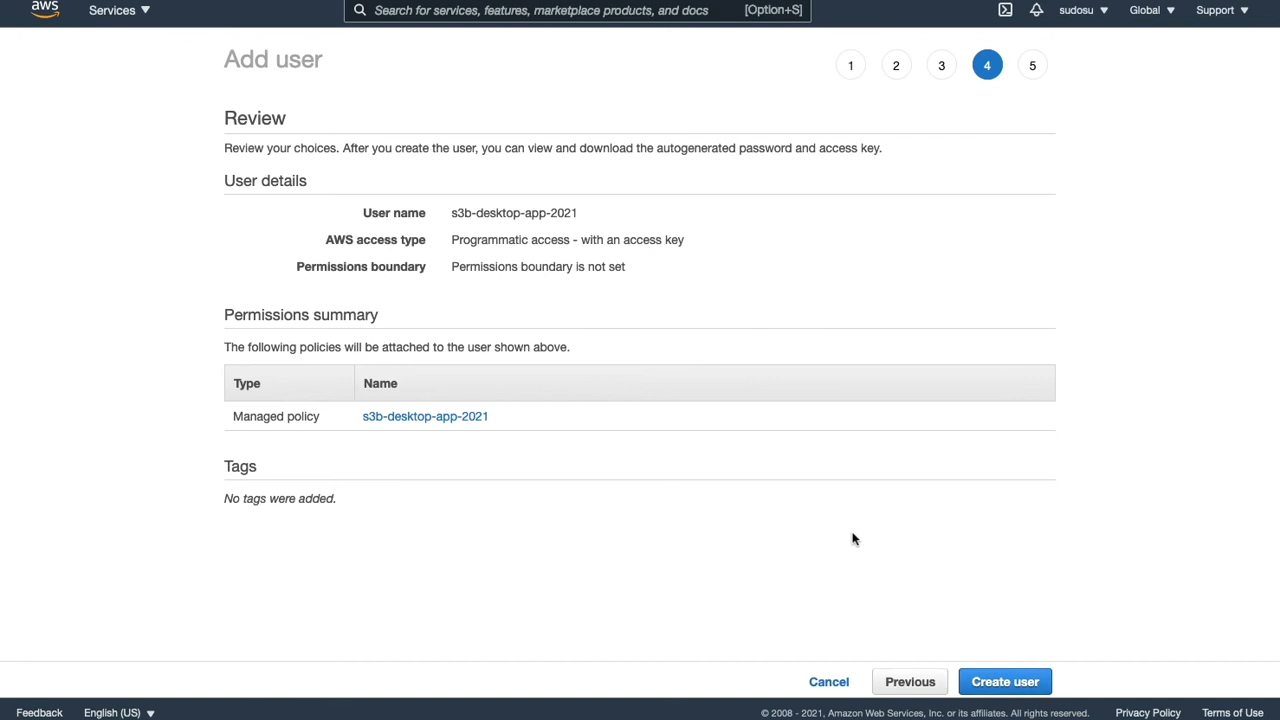 aws
Services
Search for services, features, marketplace products, and docs
[Option+S]
sudosu
Global
Support
Add user
1
2
3
4
5
Review
Review your choices. After you create the user, you can view and download the autogenerated password and access key.
User details
User name
s3b-desktop-app-2021
AWS access type
Programmatic access - with an access key
Permissions boundary
Permissions boundary is not set
Permissions summary
The following policies will be attached to the user shown above.
Type
Name
Managed policy
s3b-desktop-app-2021
Tags
No tags were added.
Cancel
Previous
Create user
Feedback
English (US)
© 2008 - 2021, Amazon Web Services, Inc. or its affiliates. All rights reserved.
Privacy Policy
Terms of Use